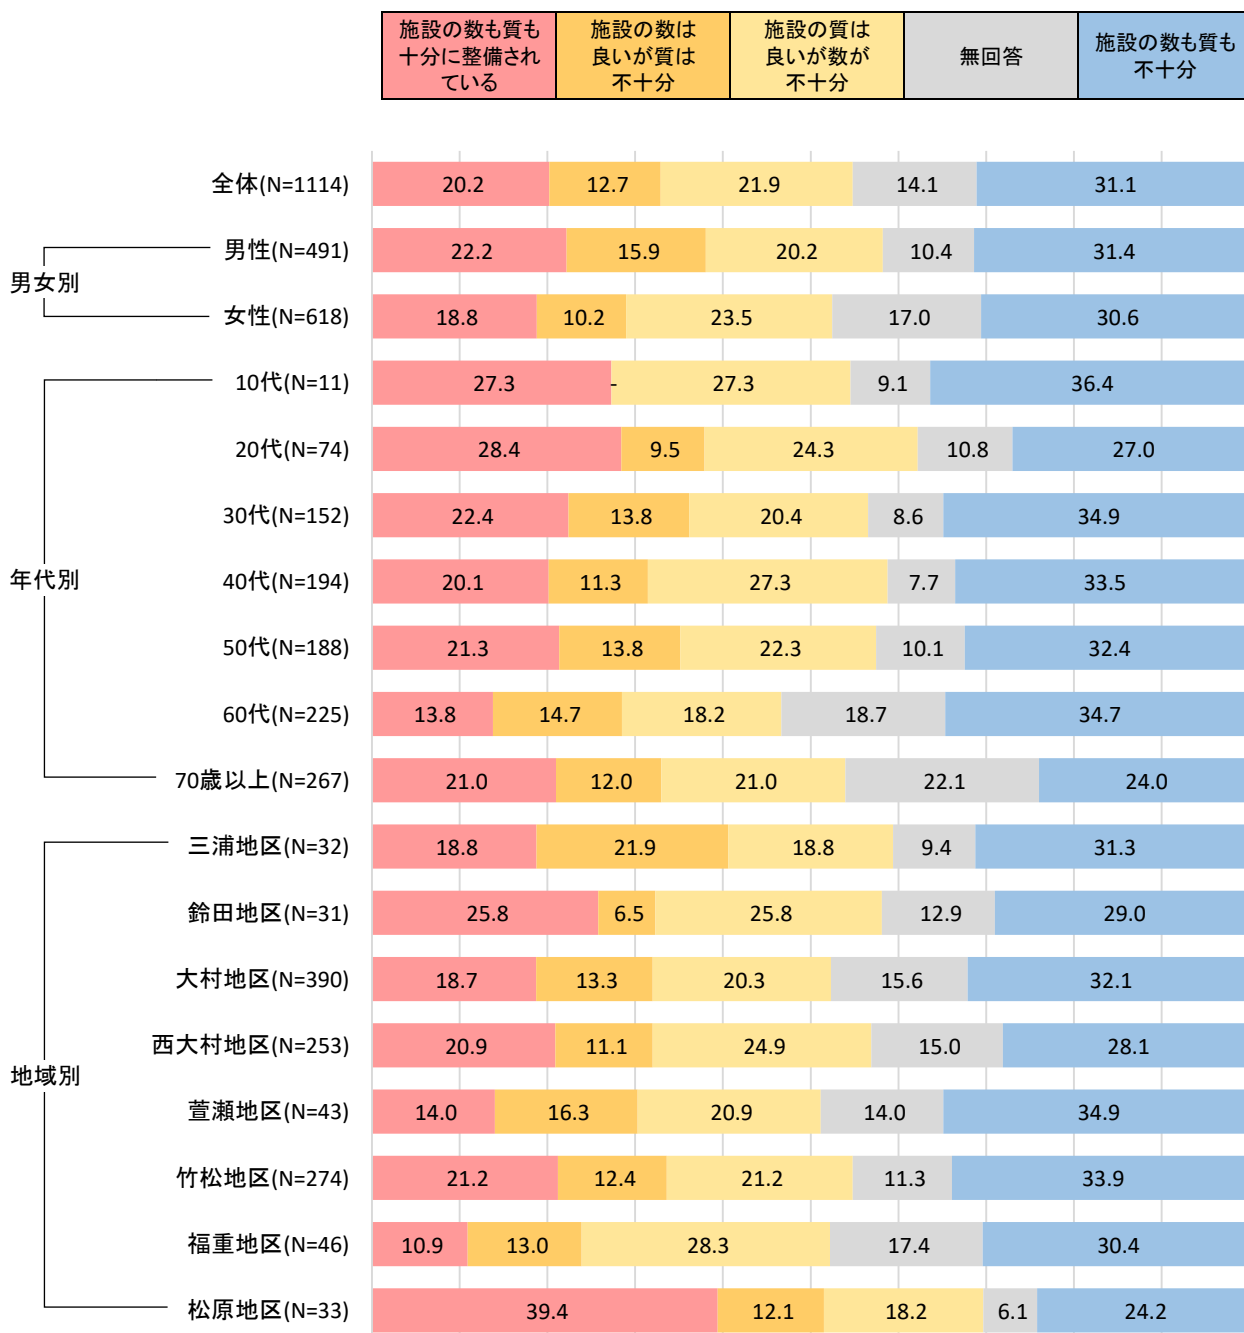 施設の数も質も
十分に整備され
ている
施設の数は
良いが質は
不十分
施設の質は
良いが数が
不十分
無回答
施設の数も質も
不十分
全体(N=1114) 20.2 12.7 21.9 14.1 31.1
男女別
男性(N=491) 22.2 15.9 20.2 10.4 31.4
女性(N=618) 18.8 10.2 23.5 17.0 30.6
年代別
10代(N=11) 27.3 - 27.3 9.1 36.4
20代(N=74) 28.4 9.5 24.3 10.8 27.0
30代(N=152) 22.4 13.8 20.4 8.6 34.9
40代(N=194) 20.1 11.3 27.3 7.7 33.5
50代(N=188) 21.3 13.8 22.3 10.1 32.4
60代(N=225) 13.8 14.7 18.2 18.7 34.7
70歳以上(N=267) 21.0 12.0 21.0 22.1 24.0
地域別
三浦地区(N=32) 18.8 21.9 18.8 9.4 31.3
鈴田地区(N=31) 25.8 6.5 25.8 12.9 29.0
大村地区(N=390) 18.7 13.3 20.3 15.6 32.1
西大村地区(N=253) 20.9 11.1 24.9 15.0 28.1
萱瀬地区(N=43) 14.0 16.3 20.9 14.0 34.9
竹松地区(N=274) 21.2 12.4 21.2 11.3 33.9
福重地区(N=46) 10.9 13.0 28.3 17.4 30.4
松原地区(N=33) 39.4 12.1 18.2 6.1 24.2